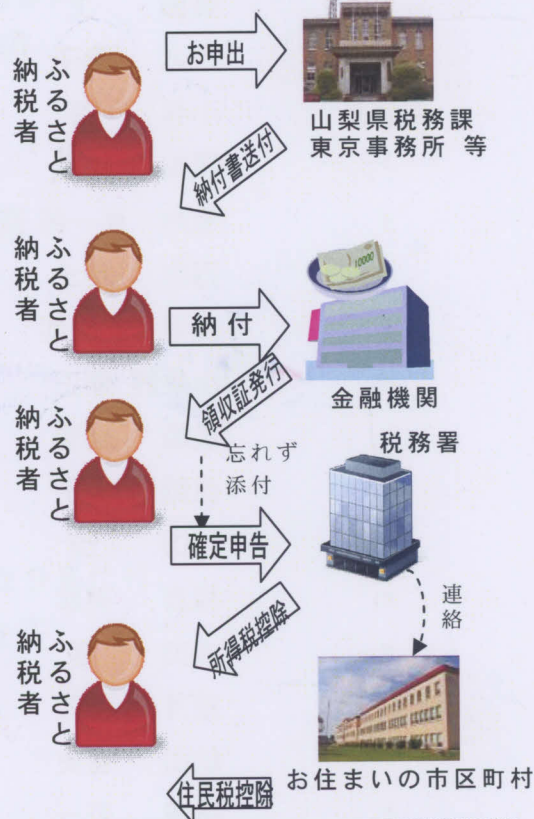 お申出
ふるさと
納税者
山梨県税務課
東京事務所 等
納付書送付
ふるさと
納税者
10000
納付
金融機関
領収証発行
ふるさと
納税者
忘れず
添付
税務署
確定申告
連絡
所得税控除
ふるさと
納税者
お住まいの市区町村
住民税控除